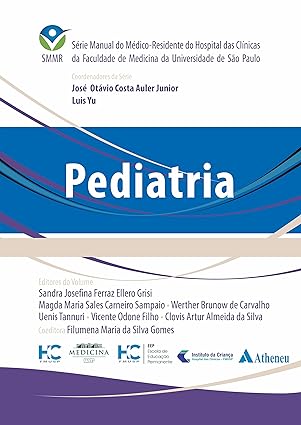 Série Manual do Médico-Residente do Hospital das Clínicas
da Faculdade de Medicina da Universidade de São Paulo
SMMR
Coordenadores da Série
José Otávio Costa Auler Junior
Luis Yu
Pediatria
Editores do Volume
Sandra Josefina Ferraz Ellero Grisi
Magda Maria Sales Carneiro Sampaio - Werther Brunow de Carvalho
Uenis Tannuri - Vicente Odone Filho - Clovis Artur Almeida da Silva
Coeditora Filumena Maria da Silva Gomes
HC
FMUSP
MEDICINA
USP
HC
FMUSP
EEP
Escola de
Educação
Permanente
Instituto da Criança
Atheneu